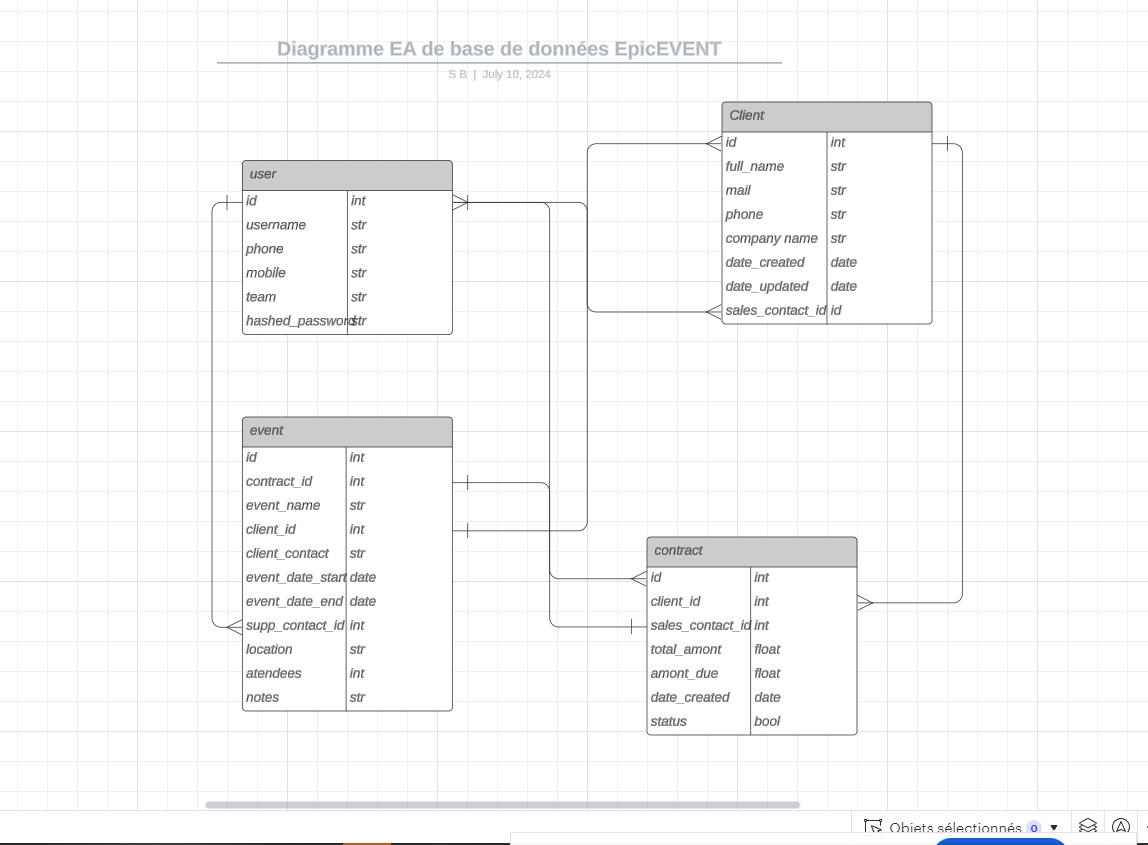 Diagramme EA de base de données EpicEVENT
S B | July 10, 2024
Client
id int
full_name str
mail str
phone str
company name str
date_created date
date_updated date
sales_contact_id id
user
id int
username str
phone str
mobile str
team str
hashed_password str
event
id int
contract_id int
event_name str
client_id int
client_contact str
event_date_start date
event_date_end date
supp_contact_id int
location str
atendees int
notes str
contract
id int
client_id int
sales_contact_id int
total_amont float
amont_due float
date_created date
status bool
Objets sélectionnés 0